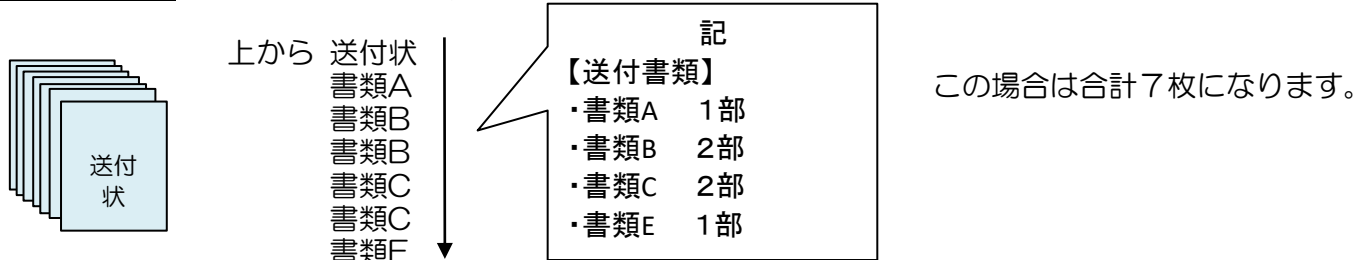 送付
状
上から 送付状
書類A
書類B
書類B
書類C
書類C
書類E
記
【送付書類】
・書類A 1部
・書類B 2部
・書類C 2部
・書類E 1部
この場合は合計7枚になります。